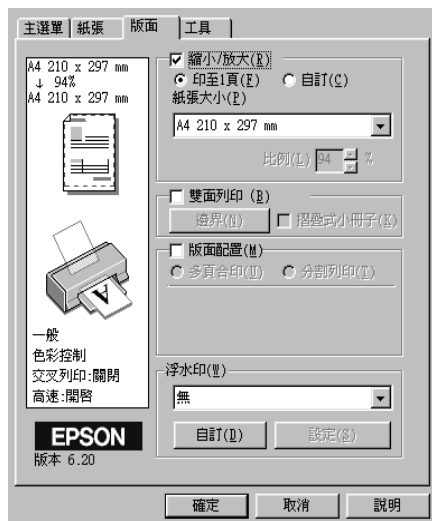 主選單 紙張 版面 工具
A4 210 x 297 mm
↓ 94%
A4 210 x 297 mm
一般
色彩控制
交叉列印:關閉
高速:開啓
EPSON
版本 6.20
縮小/放大(R)
印至1頁(F) 自訂(C)
紙張大小(P)
A4 210 x 297 mm
比例(L) 94 %
雙面列印 (B)
邊界(N) 摺疊式小冊子(K)
版面配置(M)
多頁合印(U) 分割列印(T)
浮水印(W)
無
自訂(D) 設定(S)
確定 取消 說明